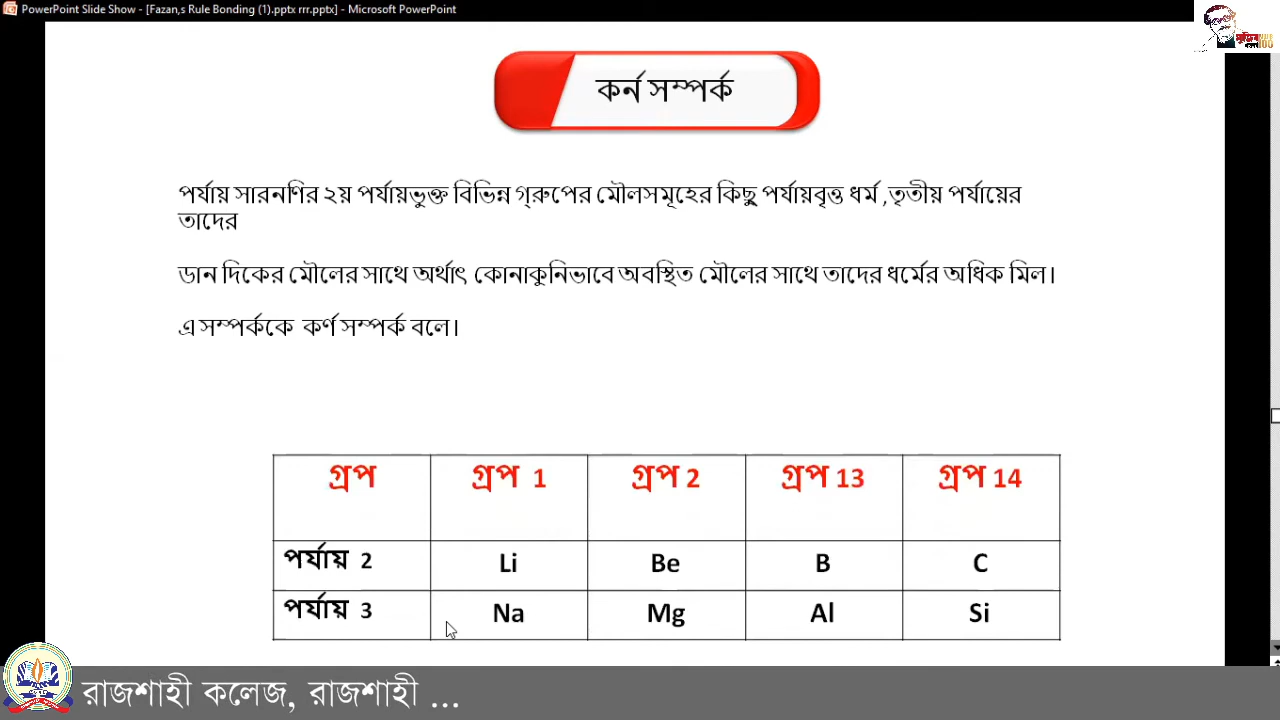 PowerPoint Slide Show - [Fazan,s Rule Bonding (1).pptx rrr.pptx] - Microsoft PowerPoint
কর্ন সম্পর্ক
পর্যায় সারনণির ২য় পর্যায়ভুক্ত বিভিন্ন গ্রুপের মৌলসমূহের কিছু পর্যায়বৃত্ত ধর্ম ,তৃতীয় পর্যায়ের
তাদের
ডান দিকের মৌলের সাথে অর্থাৎ কোনাকুনিভাবে অবস্থিত মৌলের সাথে তাদের ধর্মের অধিক মিল।
এ সম্পর্ককে কর্ণ সম্পর্ক বলে।
গ্রপ গ্রপ 1 গ্রপ 2 গ্রপ 13 গ্রপ 14
পর্যায় 2 Li Be B C
পর্যায় 3 Na Mg Al Si
রাজশাহী কলেজ, রাজশাহী ...